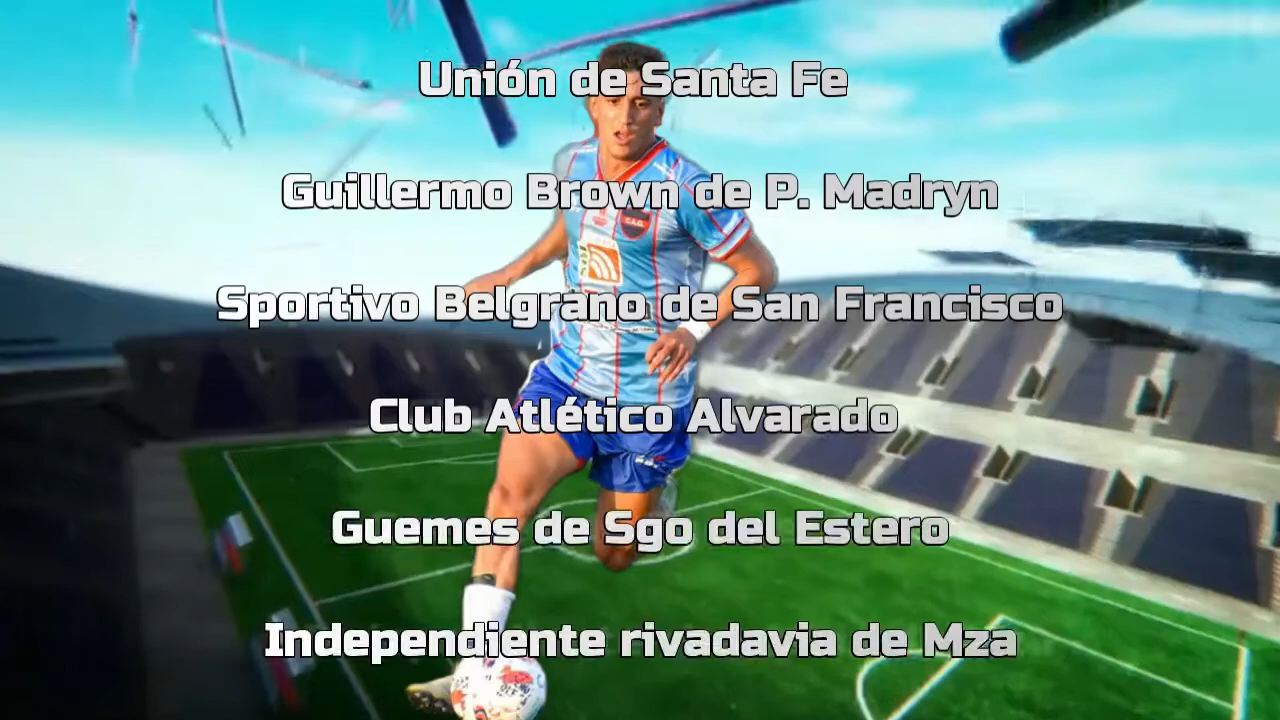 Unión de Santa Fe
Guillermo Brown de P. Madryn
Sportivo Belgrano de San Francisco
Club Atlético Alvarado
Guemes de Sgo del Estero
Independiente rivadavia de Mza